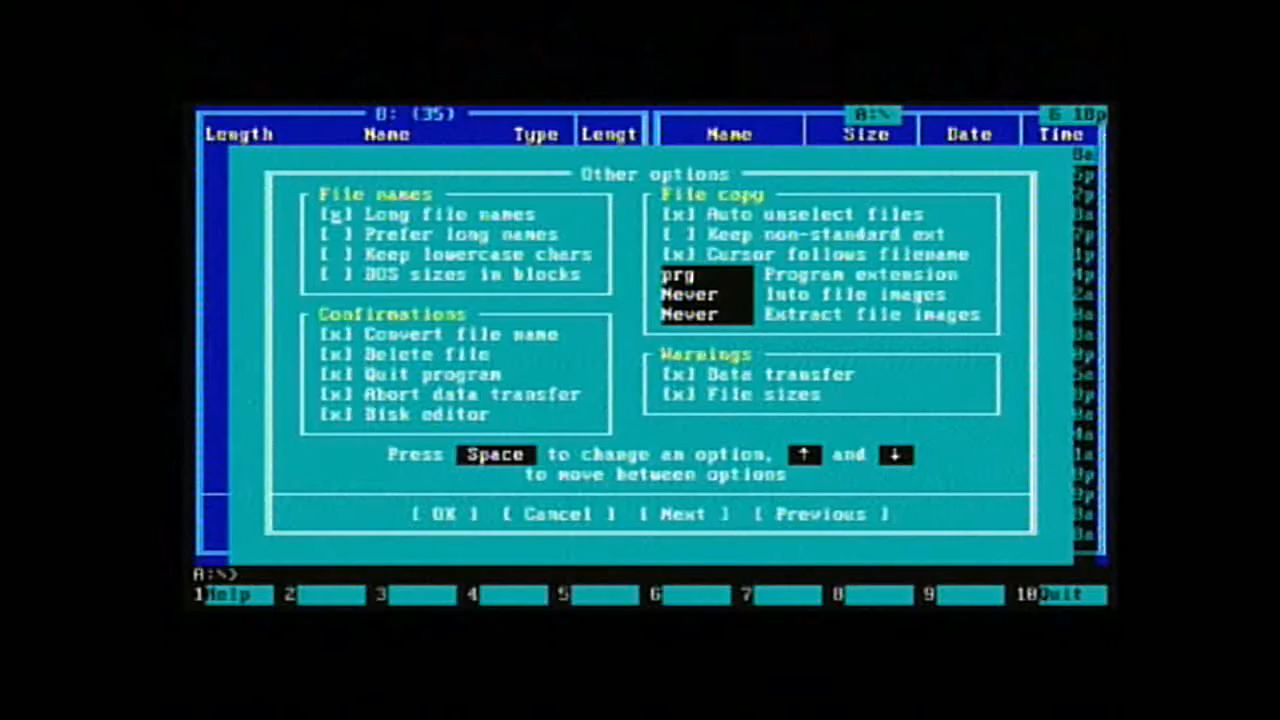 8: (35) A:\ 6 10p
Length Name Type Lengt Name Size Date Time
Other options
File names
[x] Long file names
[ ] Prefer long names
[ ] Keep lowercase chars
[ ] DOS sizes in blocks
Confirmations
[x] Convert file name
[x] Delete file
[x] Quit program
[x] Abort data transfer
[x] Disk editor
File copy
[x] Auto unselect files
[ ] Keep non-standard ext
[x] Cursor follows filename
prg Program extension
Never Into file images
Never Extract file images
Warnings
[x] Data transfer
[x] File sizes
Press Space to change an option, ↑ and ↓
to move between options
[ OK ] [ Cancel ] [ Next ] [ Previous ]
A:\>
1Help 2 3 4 5 6 7 8 9 10Quit